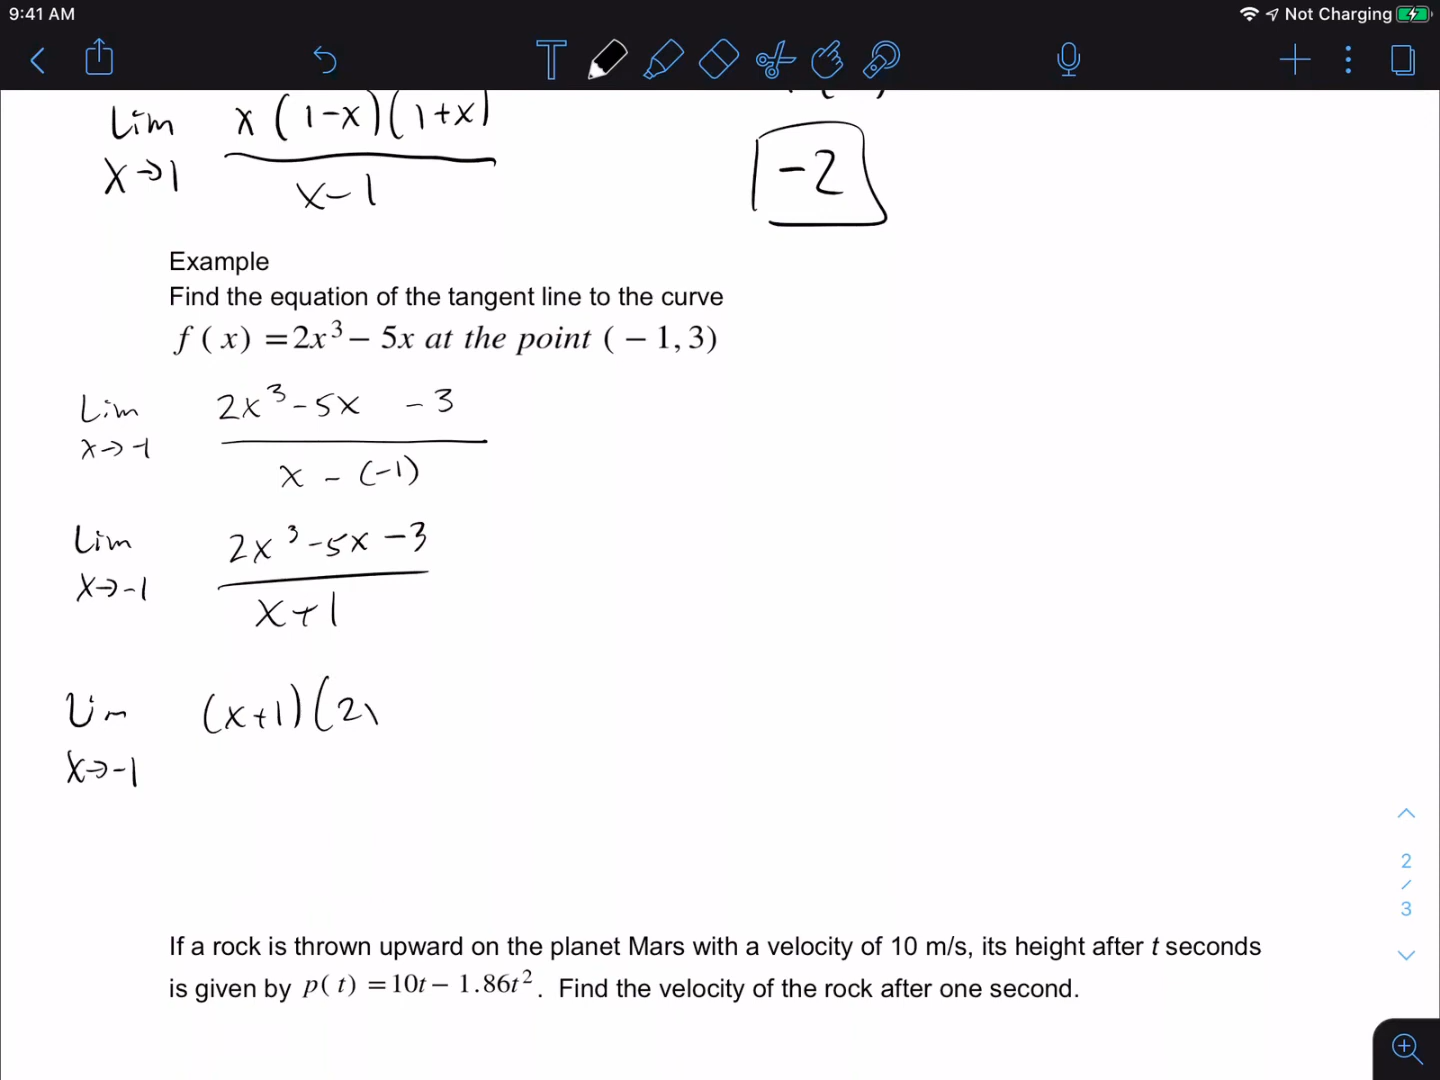 9:41 AM Not Charging
Lim x(1-x)(1+x)
x→1 x-1
-2
Example
Find the equation of the tangent line to the curve
f(x)=2x³− 5x at the point (− 1,3)
Lim 2x³-5x -3
x→-1 x - (-1)
Lim 2x³-5x-3
x→-1 x+1
Lim (x+1)(2
x→-1
2
/
3
If a rock is thrown upward on the planet Mars with a velocity of 10 m/s, its height after t seconds
is given by p(t)=10t− 1.86t². Find the velocity of the rock after one second.